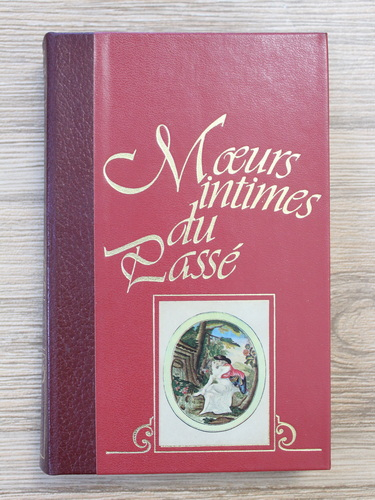 Mœurs
intimes
du
Passé